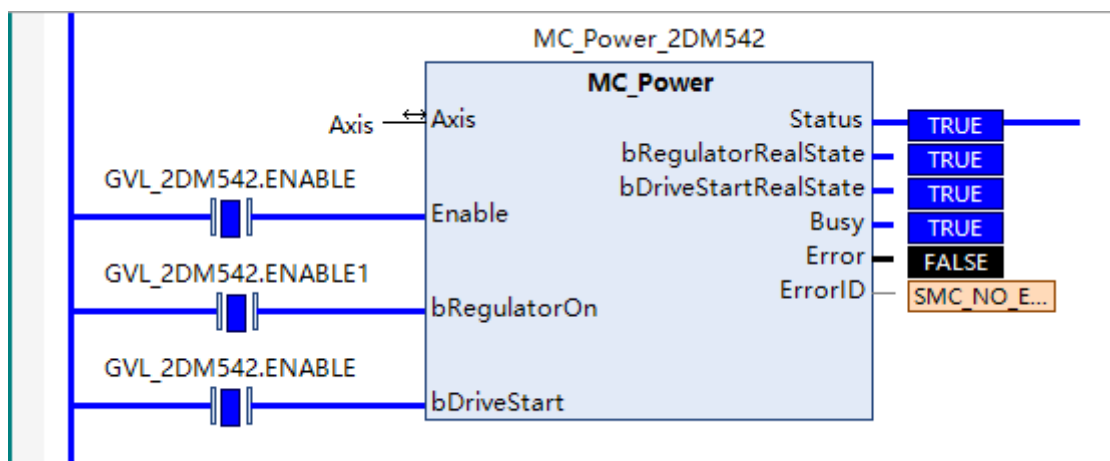 MC_Power_2DM542
MC_Power
Axis
Axis
Status
TRUE
bRegulatorRealState
TRUE
GVL_2DM542.ENABLE
bDriveStartRealState
TRUE
Enable
Busy
TRUE
Error
FALSE
GVL_2DM542.ENABLE1
ErrorID
SMC_NO_E...
bRegulatorOn
GVL_2DM542.ENABLE
bDriveStart